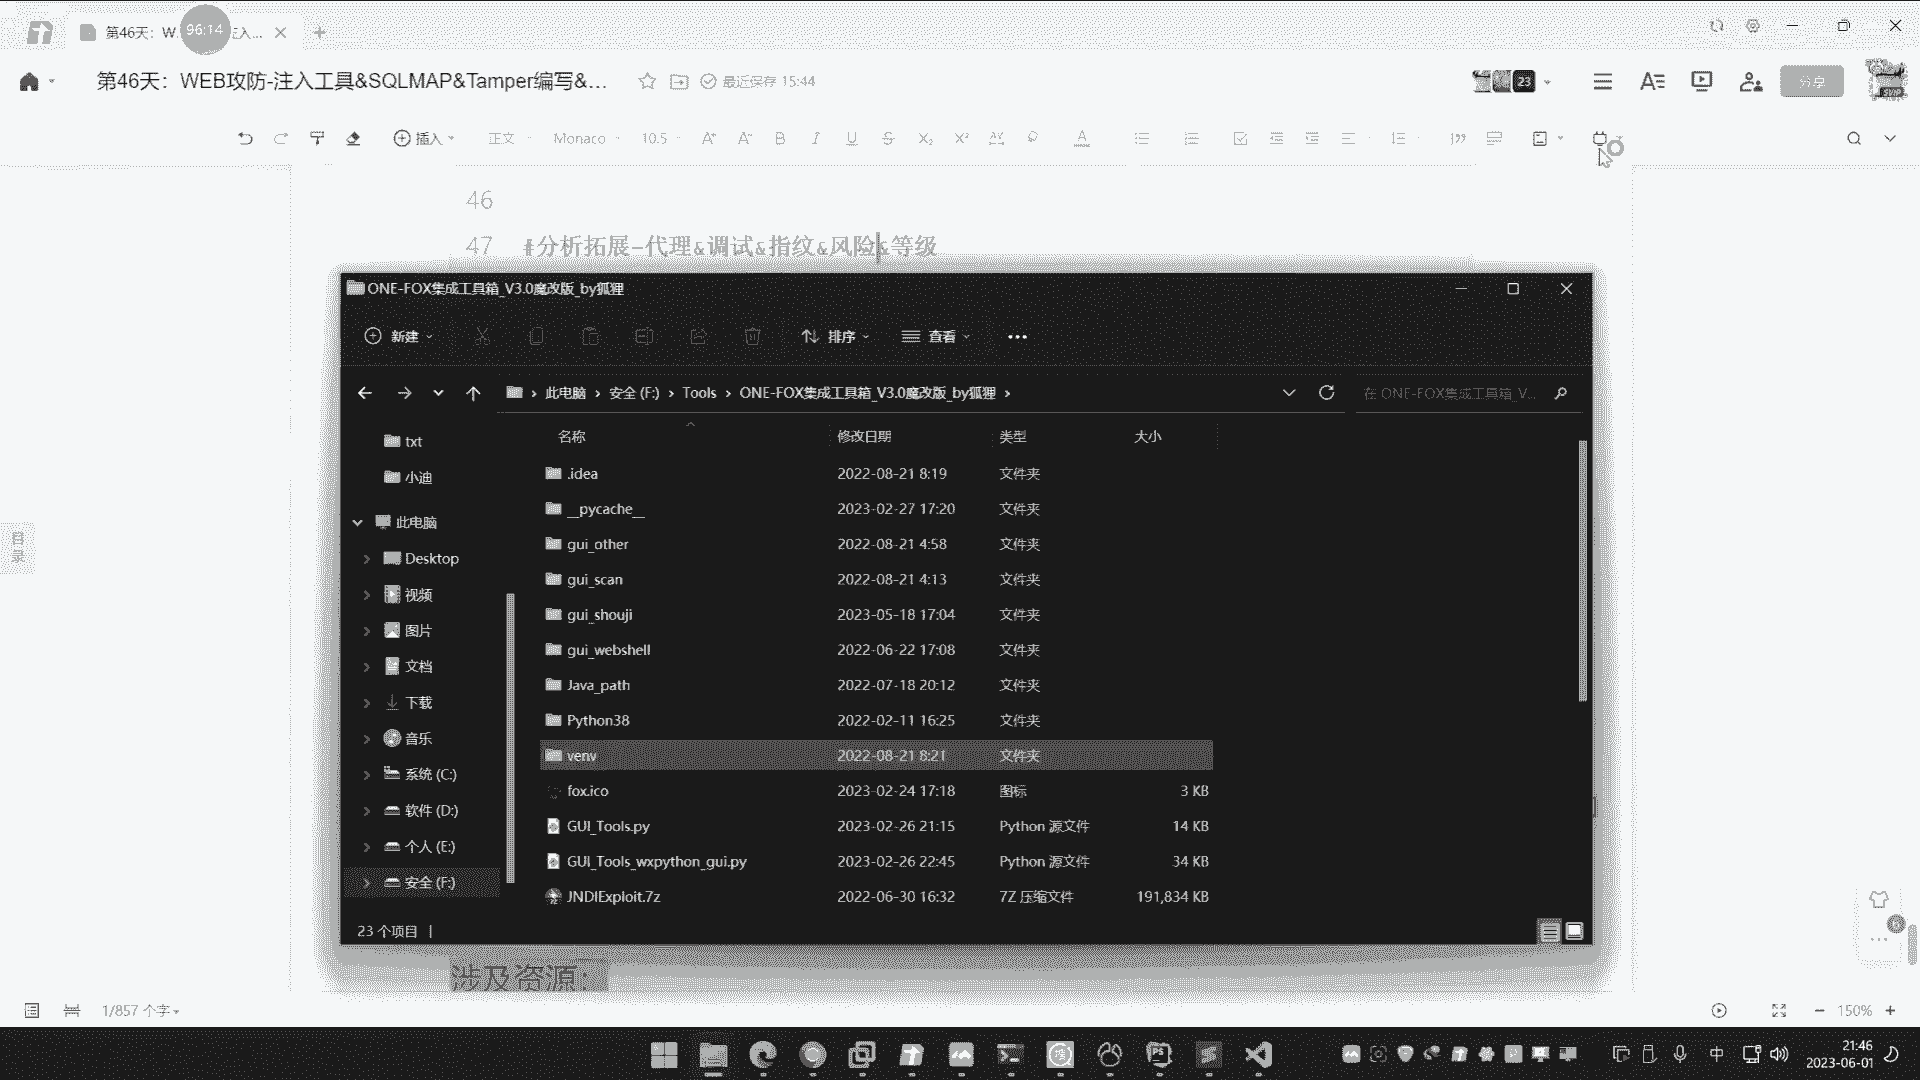 第46天：W
96:14
注入...
第46天：WEB攻防-注入工具&SQLMAP&Tamper编写&...
最近保存 15:44
23
分享
SVIP
插入
正文
Monaco
10.5
46
47 #分析拓展-代理&调试&指纹&风险&等级
目录
ONE-FOX集成工具箱_V3.0魔改版_by狐狸
新建
排序
查看
此电脑 > 安全 (F:) > Tools > ONE-FOX集成工具箱_V3.0魔改版_by狐狸 >
在 ONE-FOX集成工具箱_V...
txt
小迪
此电脑
Desktop
视频
图片
文档
下载
音乐
系统 (C:)
软件 (D:)
个人 (E:)
安全 (F:)
名称 修改日期 类型 大小
.idea 2022-08-21 8:19 文件夹
__pycache__ 2023-02-27 17:20 文件夹
gui_other 2022-08-21 4:58 文件夹
gui_scan 2022-08-21 4:13 文件夹
gui_shouji 2023-05-18 17:04 文件夹
gui_webshell 2022-06-22 17:08 文件夹
Java_path 2022-07-18 20:12 文件夹
Python38 2022-02-11 16:25 文件夹
venv 2022-08-21 8:21 文件夹
fox.ico 2023-02-24 17:18 图标 3 KB
GUI_Tools.py 2023-02-26 21:15 Python 源文件 14 KB
GUI_Tools_wxpython_gui.py 2023-02-26 22:45 Python 源文件 34 KB
JNDIExploit.7z 2022-06-30 16:32 7Z 压缩文件 191,834 KB
23 个项目
涉及资源：
1/857 个字
150%
中
21:46
2023-06-01